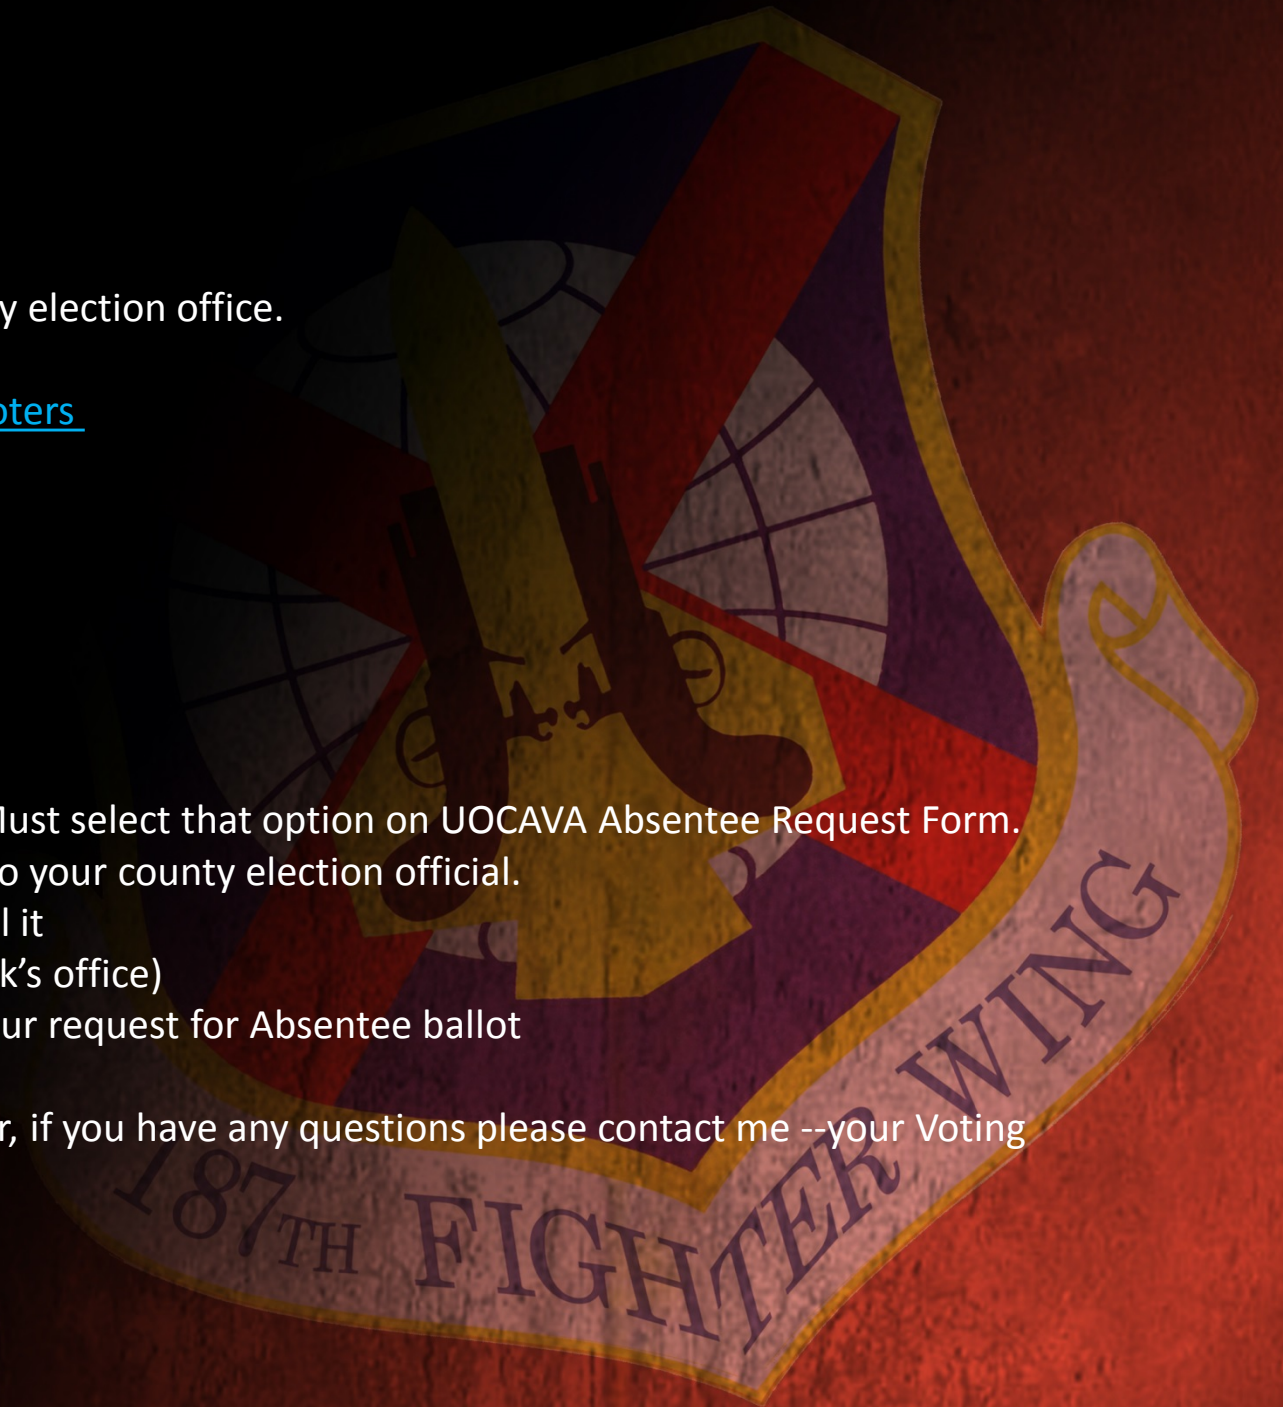 y election office.
oters
Must select that option on UOCAVA Absentee Request Form.
o your county election official.
l it
k’s office)
ur request for Absentee ballot
r, if you have any questions please contact me --your Voting
187TH FIGHTER WING